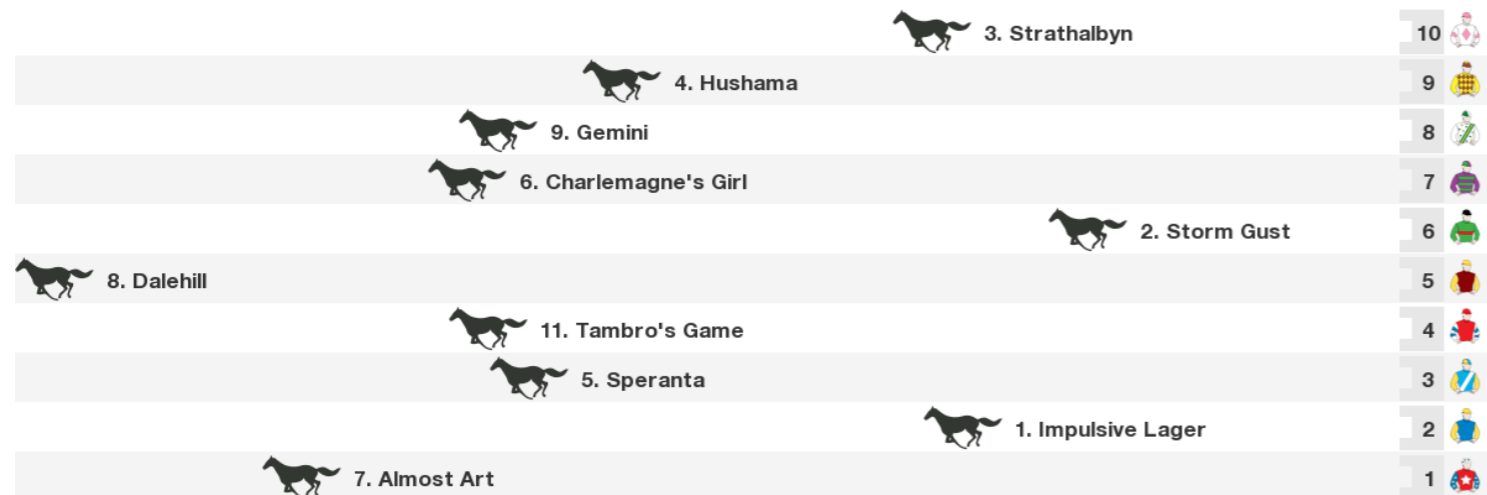 3. Strathalbyn 10
4. Hushama 9
9. Gemini 8
6. Charlemagne's Girl 7
2. Storm Gust 6
8. Dalehill 5
11. Tambro's Game 4
5. Speranta 3
1. Impulsive Lager 2
7. Almost Art 1